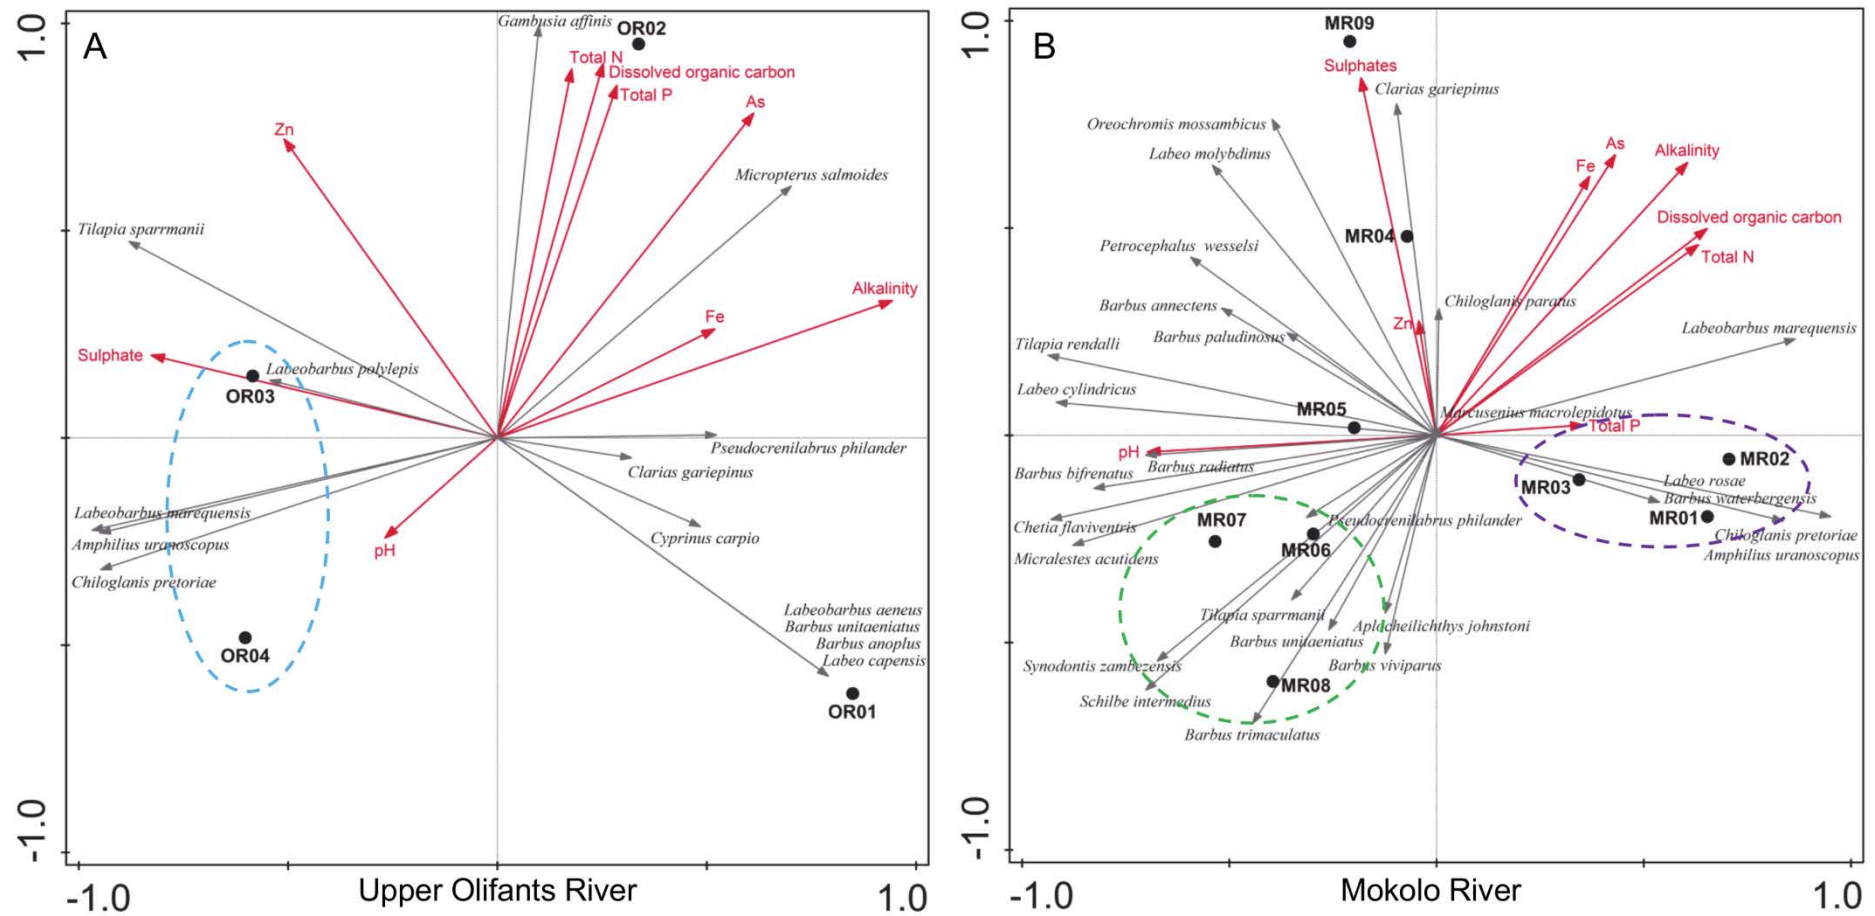 A
1.0
Gambusia affinis
OR02
Total N
Dissolved organic carbon
Total P
As
Zn
Micropterus salmoides
Tilapia sparrmanii
Alkalinity
Fe
Sulphate
Labeobarbus polylepis
OR03
Pseudocrenilabrus philander
Clarias gariepinus
Labeobarbus marequensis
Cyprinus carpio
Amphilius uranoscopus
pH
Chiloglanis pretoriae
Labeobarbus aeneus
Barbus unitaeniatus
Barbus anoplus
Labeo capensis
OR04
OR01
-1.0
-1.0
Upper Olifants River
1.0
B
1.0
MR09
Sulphates
Clarias gariepinus
Oreochromis mossambicus
Labeo molybdinus
As
Fe
Alkalinity
Dissolved organic carbon
MR04
Petrocephalus wesselsi
Total N
Barbus annectens
Chiloglanis paratus
Zn
Barbus paludinosus
Labeobarbus marequensis
Tilapia rendalli
Labeo cylindricus
MR05
Marcusenius macrolepidotus
Total P
pH
Barbus radiatus
Barbus bifrenatus
MR02
Labeo rosae
MR03
Barbus waterbergensis
MR01
Chetia flaviventris
MR07
Pseudocrenilabrus philander
Chiloglanis pretoriae
MR06
Micralestes acutidens
Amphilius uranoscopus
Tilapia sparrmanii
Aplocheilichthys johnstoni
Barbus unitaeniatus
Synodontis zambezensis
Barbus viviparus
MR08
Schilbe intermedius
Barbus trimaculatus
-1.0
-1.0
Mokolo River
1.0